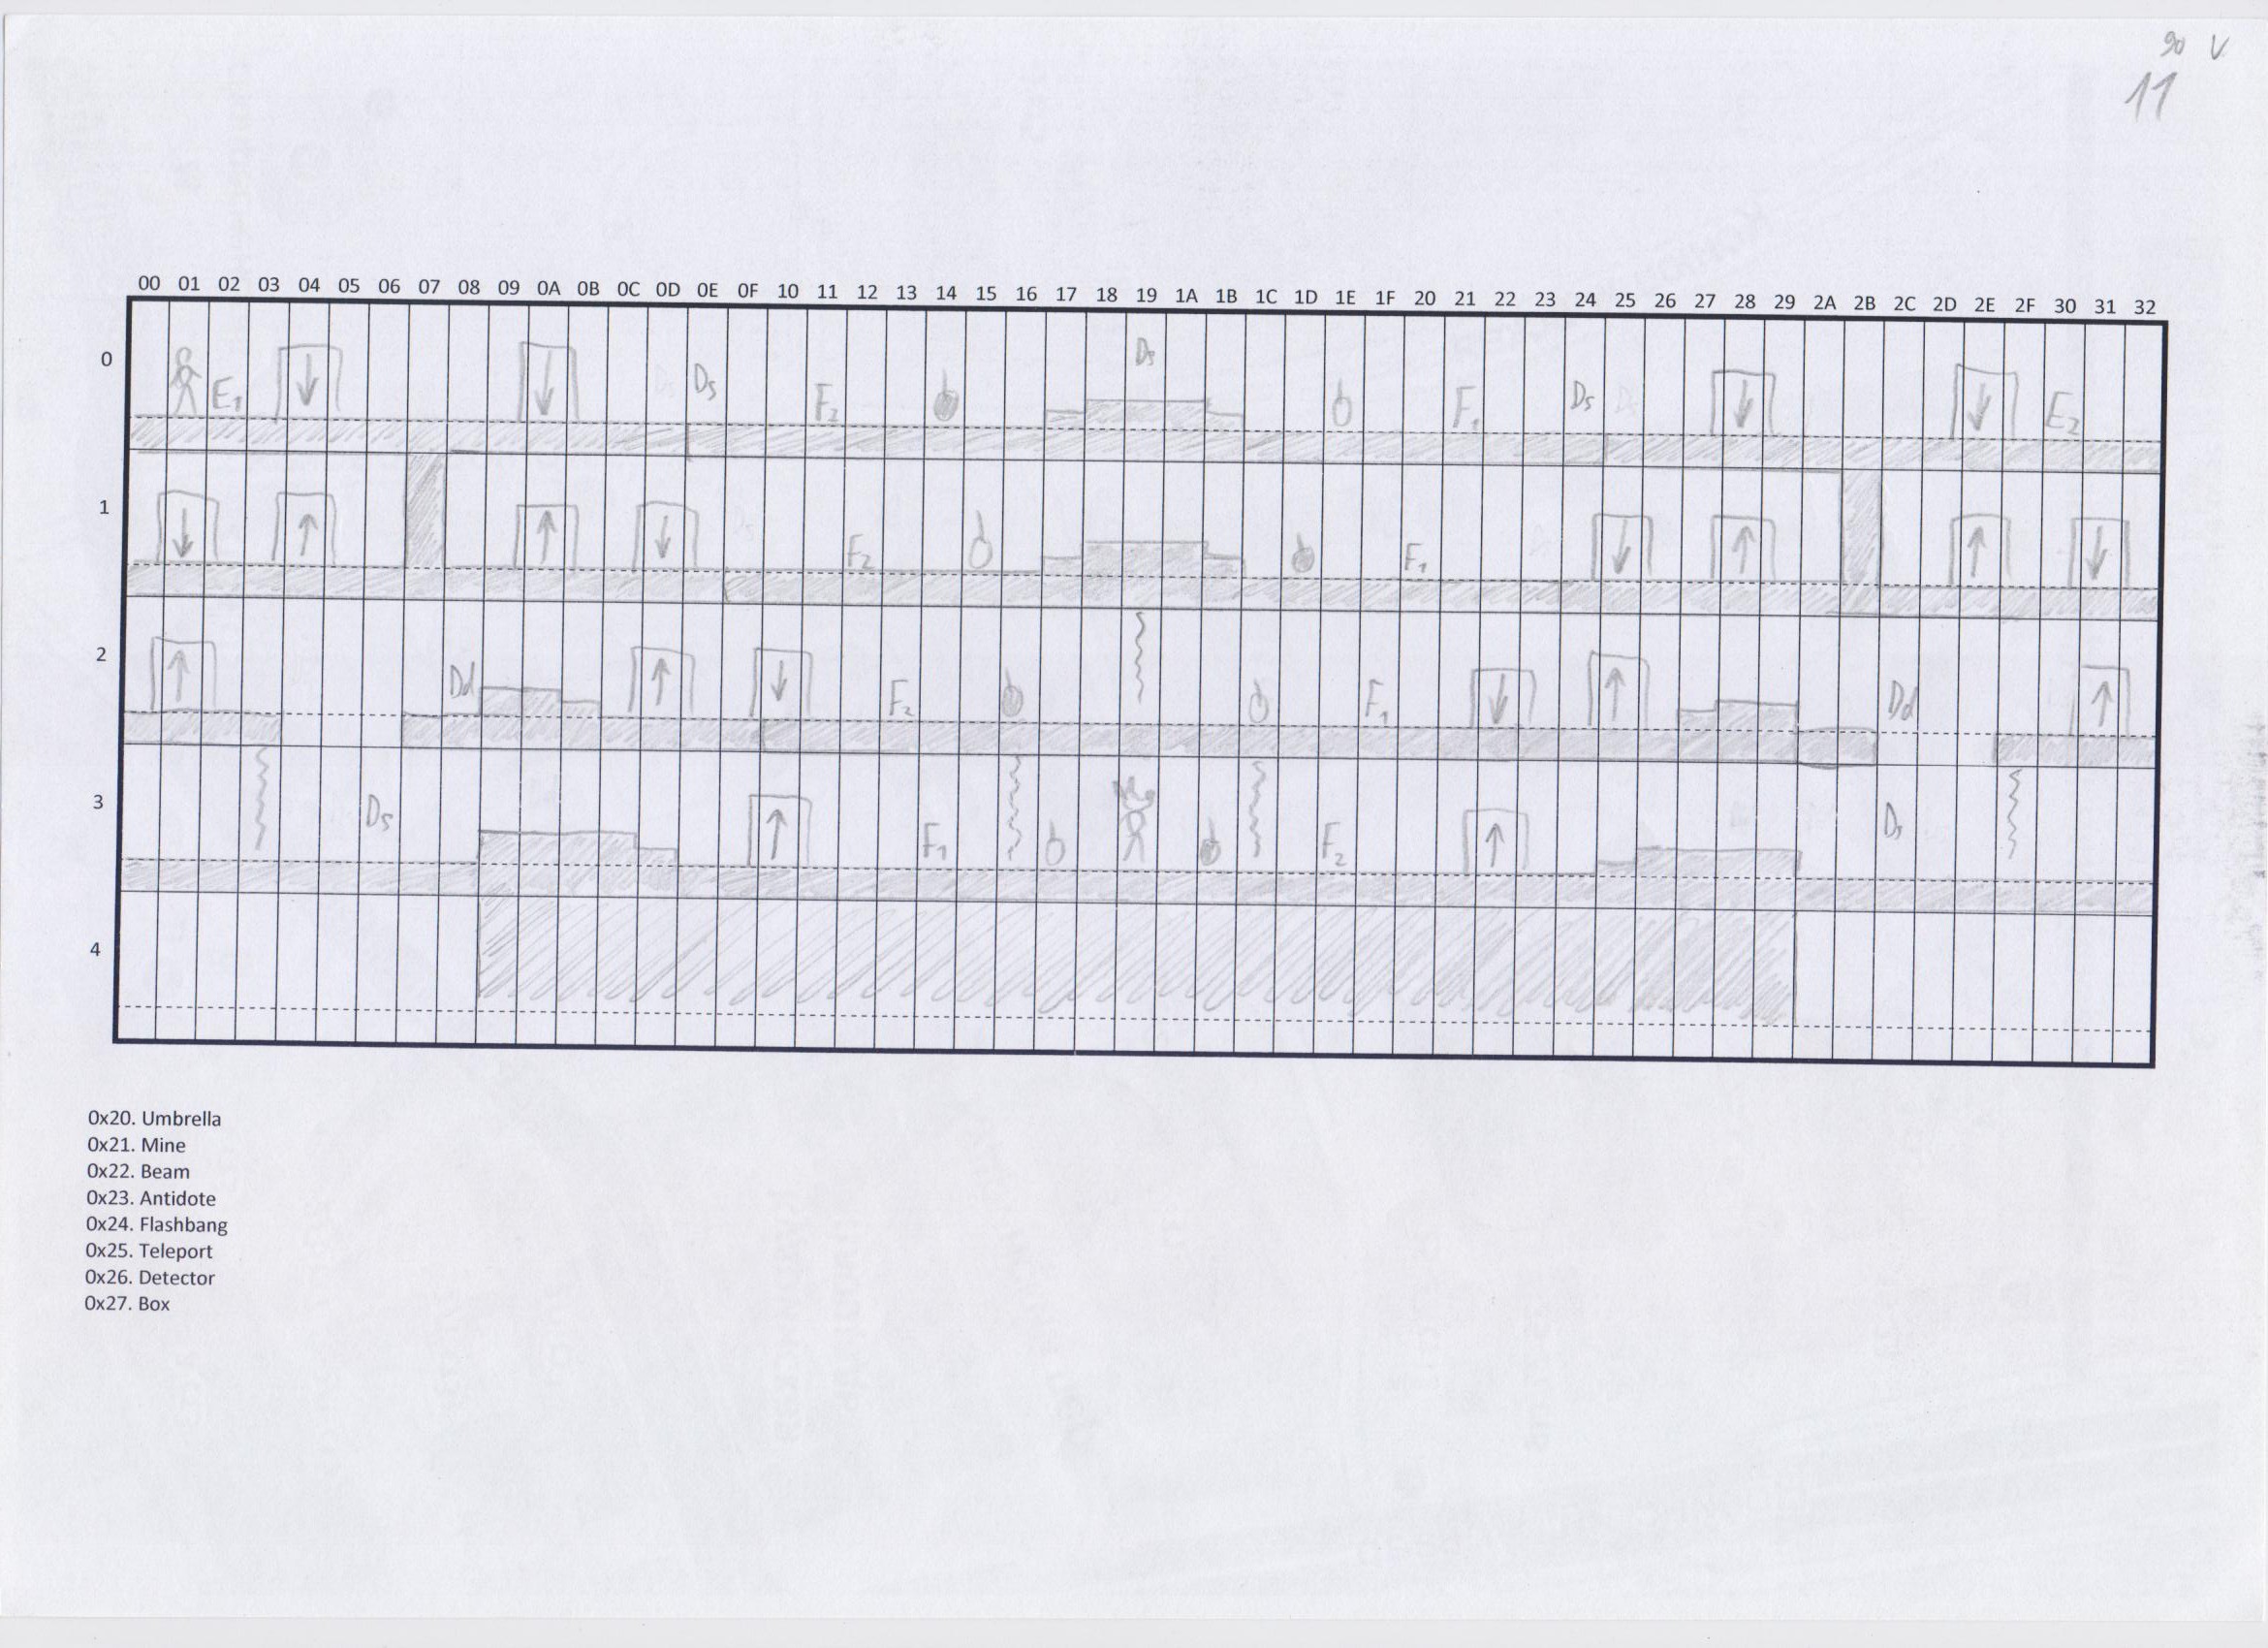 90 V
11
00 01 02 03 04 05 06 07 08 09 0A 0B 0C 0D 0E 0F 10 11 12 13 14 15 16 17 18 19 1A 1B 1C 1D 1E 1F 20 21 22 23 24 25 26 27 28 29 2A 2B 2C 2D 2E 2F 30 31 32
0 E1 Ds F2 Ds F1 Ds E2
1 F2 F1
2 Dd F2 F1 Dd
3 Ds F1 F2 Ds
4
0x20. Umbrella
0x21. Mine
0x22. Beam
0x23. Antidote
0x24. Flashbang
0x25. Teleport
0x26. Detector
0x27. Box